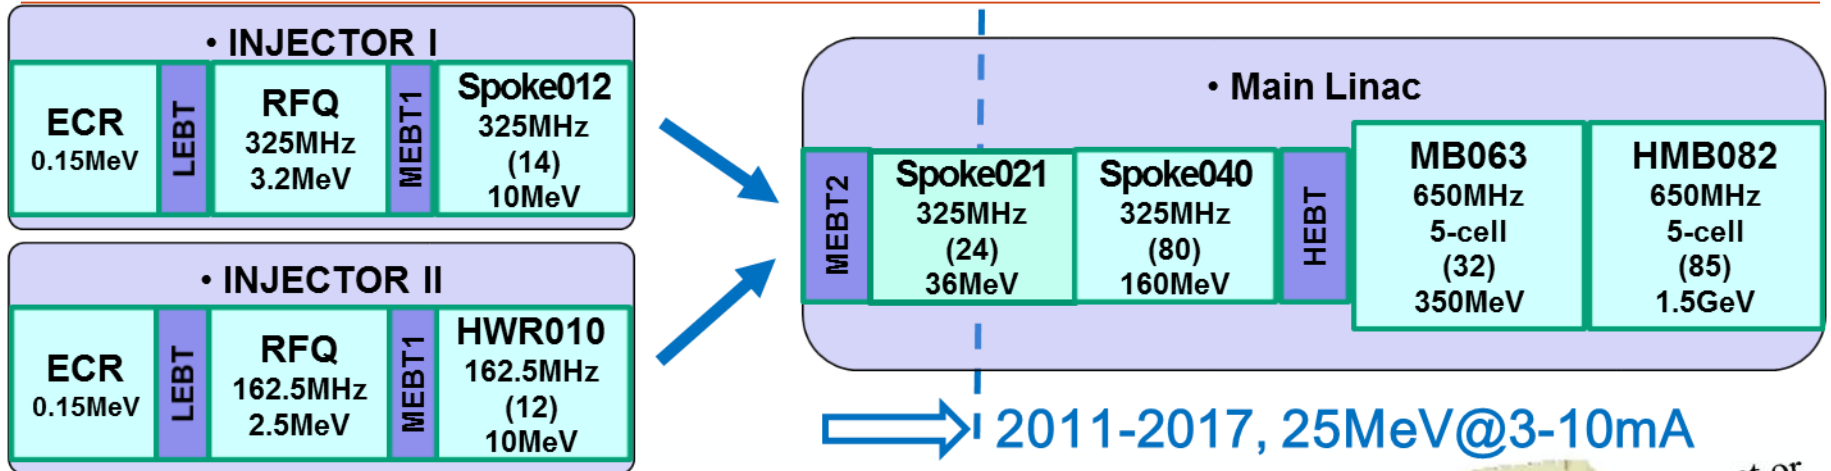 • INJECTOR I
ECR
0.15MeV
LEBT
RFQ
325MHz
3.2MeV
MEBT1
Spoke012
325MHz
(14)
10MeV
• INJECTOR II
ECR
0.15MeV
LEBT
RFQ
162.5MHz
2.5MeV
MEBT1
HWR010
162.5MHz
(12)
10MeV
• Main Linac
MEBT2
Spoke021
325MHz
(24)
36MeV
Spoke040
325MHz
(80)
160MeV
HEBT
MB063
650MHz
5-cell
(32)
350MeV
HMB082
650MHz
5-cell
(85)
1.5GeV
2011-2017, 25MeV@3-10mA